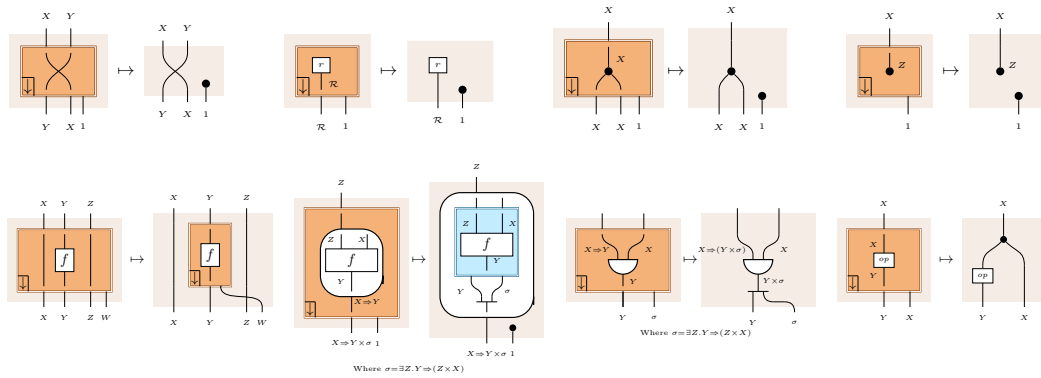 X Y X
X Y
r ↦ r
↓ R ↓ X
↦ ↓ ↦ ↦
Y X 1 Y X 1 R 1 R 1 X X 1 X X 1
X X
Z ↦ Z
↓
1 1
X Y Z X Y Z
f ↦ f
↓ ↓
X Y Z W X Y Z W
Z Z
Z X Z X
f ↦ f
Y Y
X⇒Y Y σ
↓
X⇒Y×σ 1 X⇒Y×σ 1
Where σ=∃Z.Y⇒(Z×X)
X⇒Y X ↦ X⇒(Y×σ) X
Y Y×σ
↓
Y σ Y σ
Where σ=∃Z.Y⇒(Z×X)
X X
X
op ↦ op
Y
↓
Y X Y X